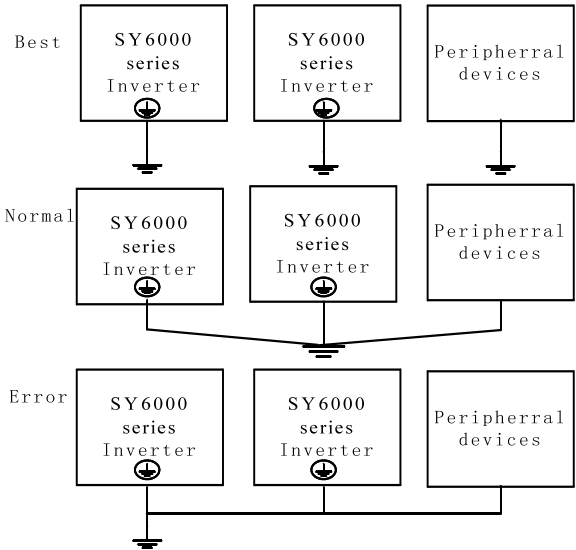 Best
SY6000
series
Inverter
SY6000
series
Inverter
Peripherral
devices
Normal
SY6000
series
Inverter
SY6000
series
Inverter
Peripherral
devices
Error
SY6000
series
Inverter
SY6000
series
Inverter
Peripherral
devices